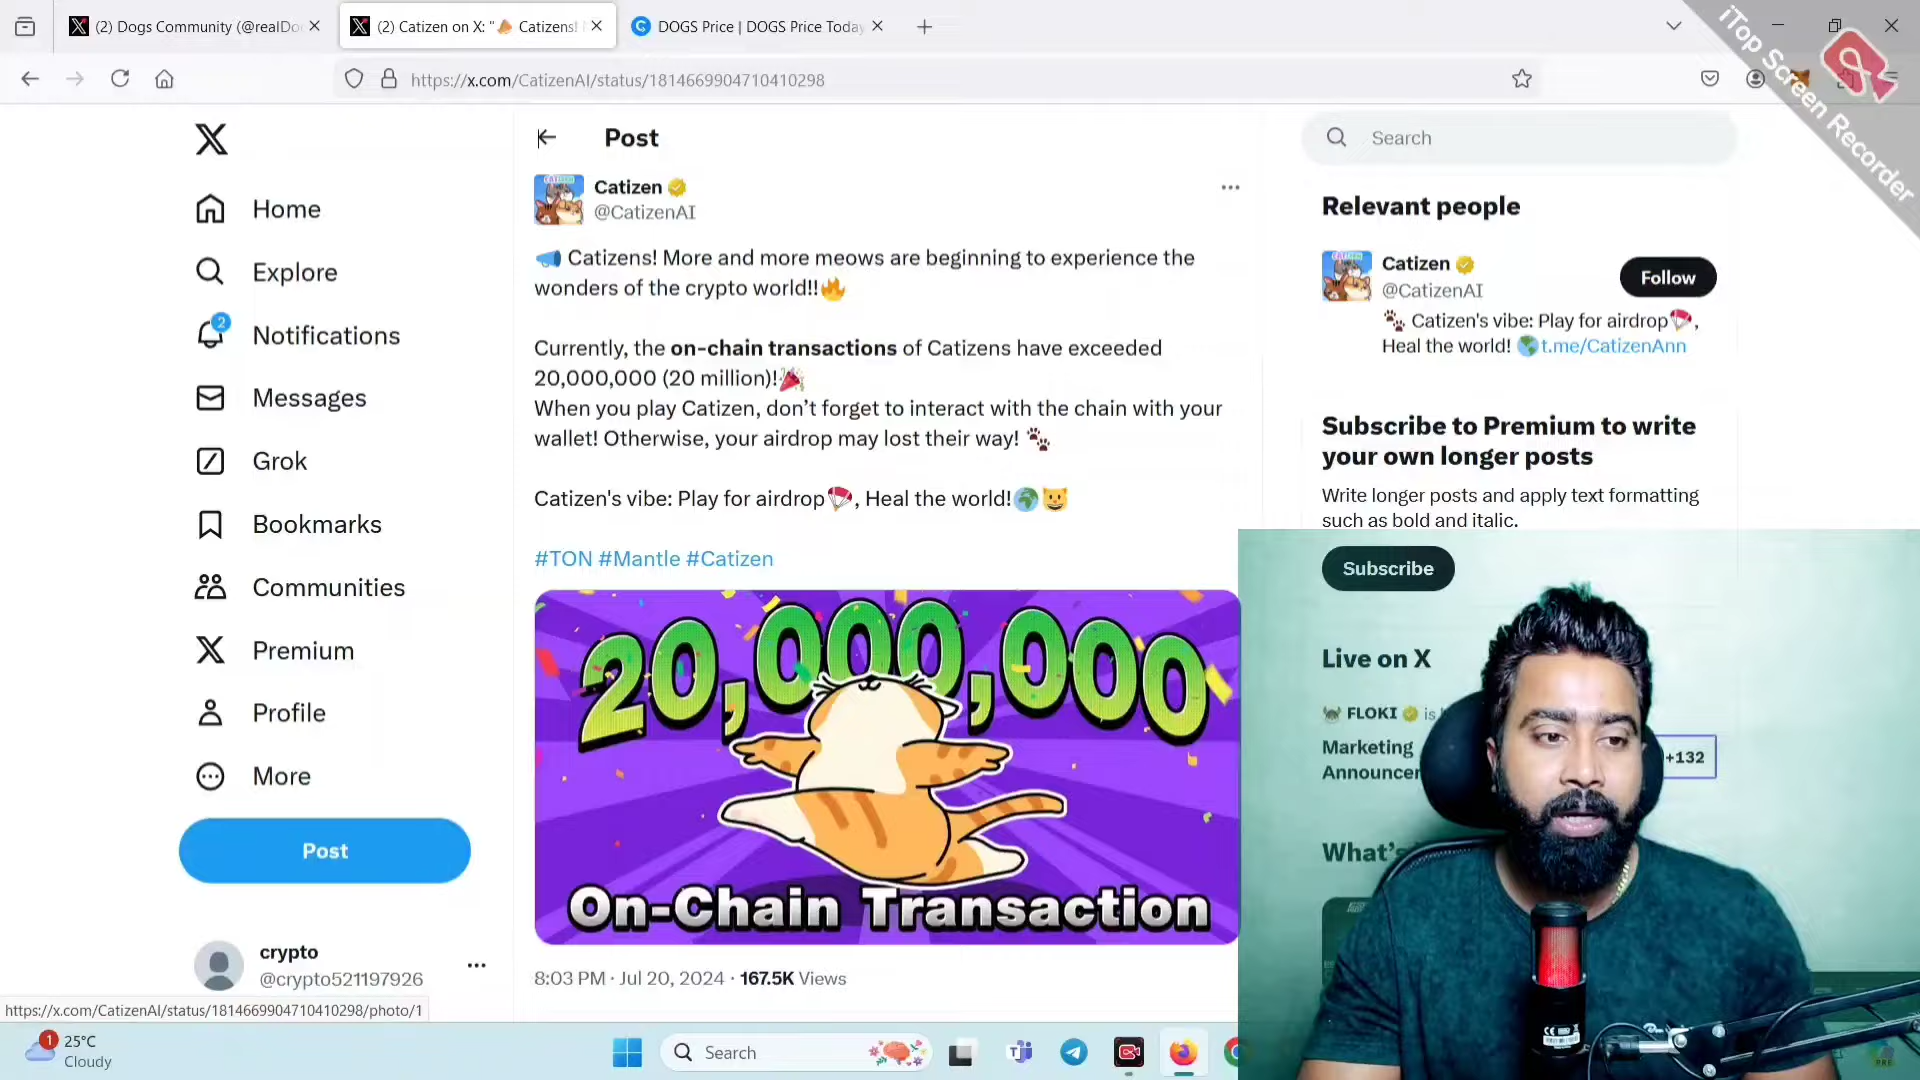 (2) Dogs Community (@realDo
(2) Catizen on X: "📣 Catizens!
DOGS Price | DOGS Price Today
https://x.com/CatizenAI/status/1814669904710410298
iTop Screen Recorder
Home
Explore
2
Notifications
Messages
Grok
Bookmarks
Communities
Premium
Profile
More
Post
crypto
@crypto521197926
https://x.com/CatizenAI/status/1814669904710410298/photo/1
Post
Catizen
@CatizenAI
📣 Catizens! More and more meows are beginning to experience the
wonders of the crypto world!!🔥
Currently, the on-chain transactions of Catizens have exceeded
20,000,000 (20 million)!🎉
When you play Catizen, don’t forget to interact with the chain with your
wallet! Otherwise, your airdrop may lost their way! 🐾
Catizen's vibe: Play for airdrop🪂, Heal the world!🌍😺
#TON #Mantle #Catizen
20,000,000
On-Chain Transaction
8:03 PM · Jul 20, 2024 · 167.5K Views
Search
Relevant people
Catizen
@CatizenAI
Follow
🐾 Catizen's vibe: Play for airdrop🪂,
Heal the world! 🌍t.me/CatizenAnn
Subscribe to Premium to write
your own longer posts
Write longer posts and apply text formatting
such as bold and italic.
Subscribe
Live on X
FLOKI is
Marketing
Announcer
+132
What's
1
25°C
Cloudy
Search